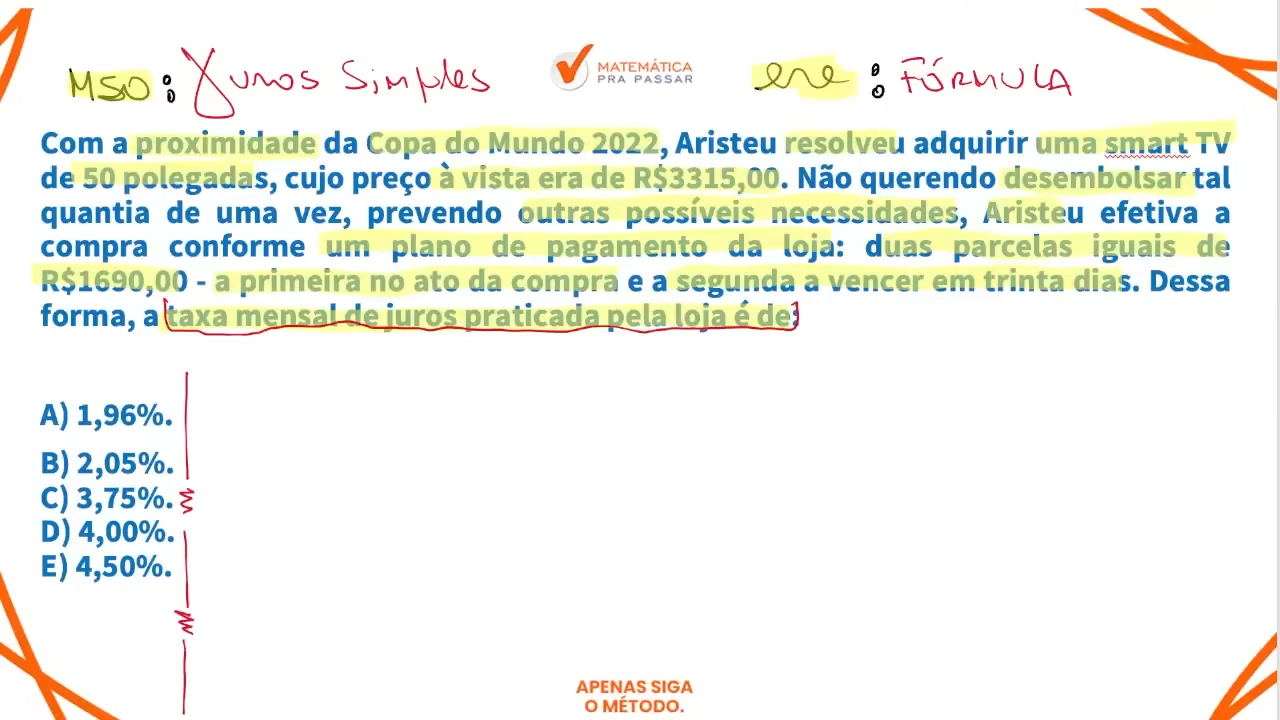 MSD: Juros Simples
MATEMÁTICA
PRA PASSAR
: FÓRMULA
Com a proximidade da Copa do Mundo 2022, Aristeu resolveu adquirir uma smart TV
de 50 polegadas, cujo preço à vista era de R$3315,00. Não querendo desembolsar tal
quantia de uma vez, prevendo outras possíveis necessidades, Aristeu efetiva a
compra conforme um plano de pagamento da loja: duas parcelas iguais de
R$1690,00 - a primeira no ato da compra e a segunda a vencer em trinta dias. Dessa
forma, a taxa mensal de juros praticada pela loja é de:
A) 1,96%.
B) 2,05%.
C) 3,75%.
D) 4,00%.
E) 4,50%.
APENAS SIGA
O MÉTODO.